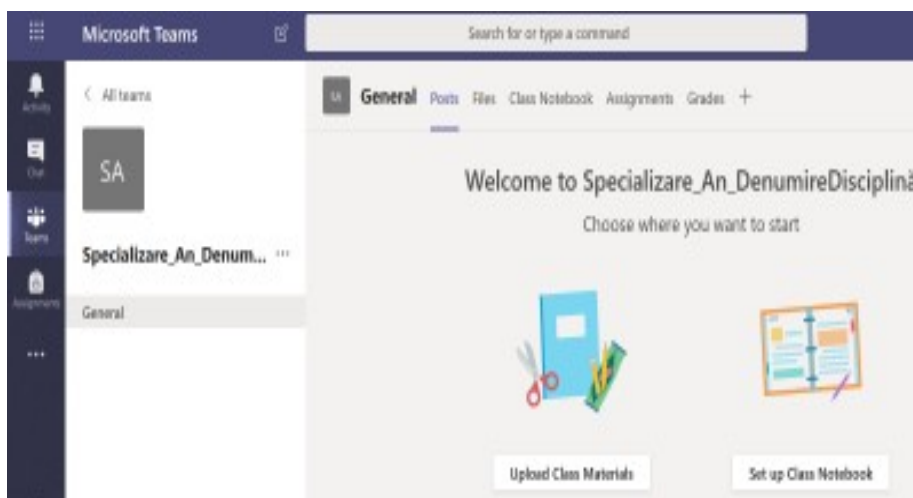 Microsoft Teams
Search for or type a command
Activity
Chat
Teams
Assignments
< All teams
SA
Specializare_An_Denum... ...
General
SA General Posts Files Class Notebook Assignments Grades +
Welcome to Specializare_An_DenumireDisciplină
Choose where you want to start
Upload Class Materials
Set up Class Notebook